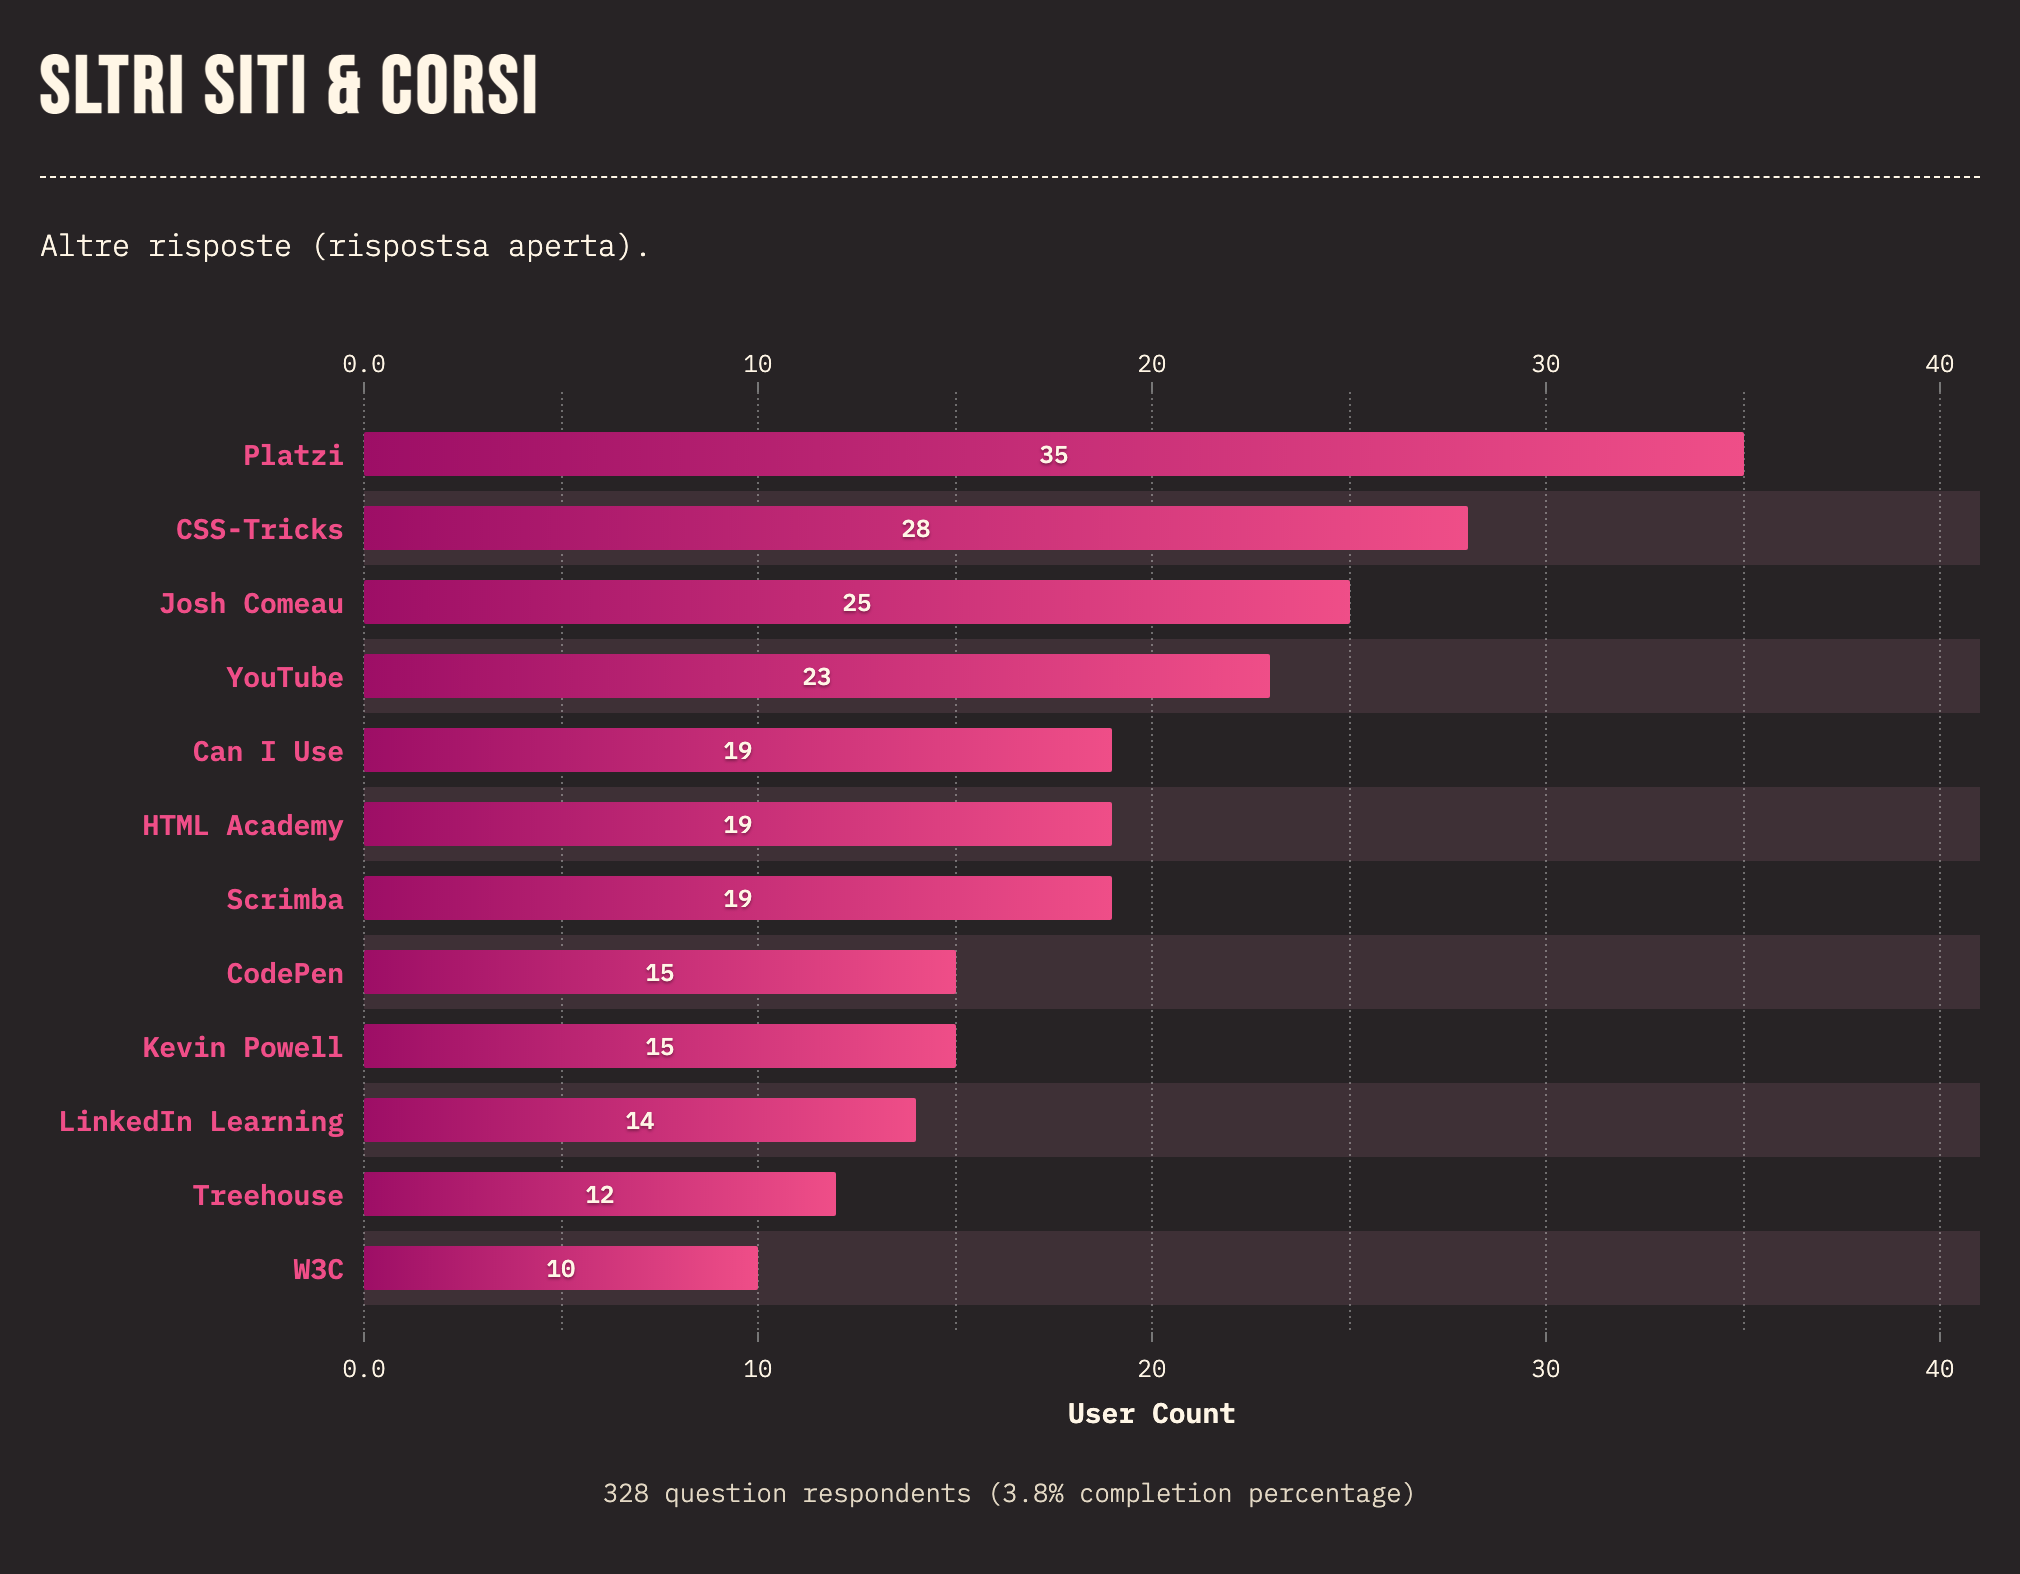 SLTRI SITI & CORSI
Altre risposte (rispostsa aperta).
0.0 10 20 30 40
Platzi 35
CSS-Tricks 28
Josh Comeau 25
YouTube 23
Can I Use 19
HTML Academy 19
Scrimba 19
CodePen 15
Kevin Powell 15
LinkedIn Learning 14
Treehouse 12
W3C 10
0.0 10 20 30 40
User Count
328 question respondents (3.8% completion percentage)